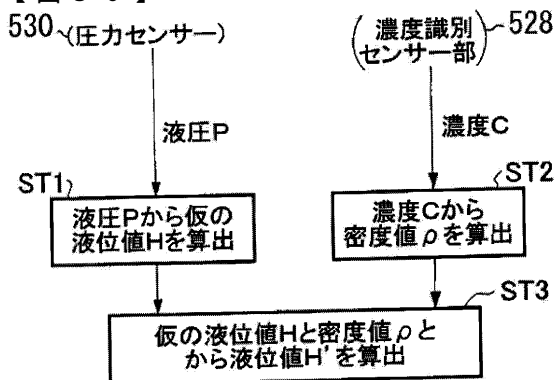 530 (圧力センサー)
(濃度識別
センサー部) 528
液圧P
濃度C
ST1
ST2
液圧Pから仮の
液位値Hを算出
濃度Cから
密度値ρを算出
ST3
仮の液位値Hと密度値ρと
から液位値H'を算出